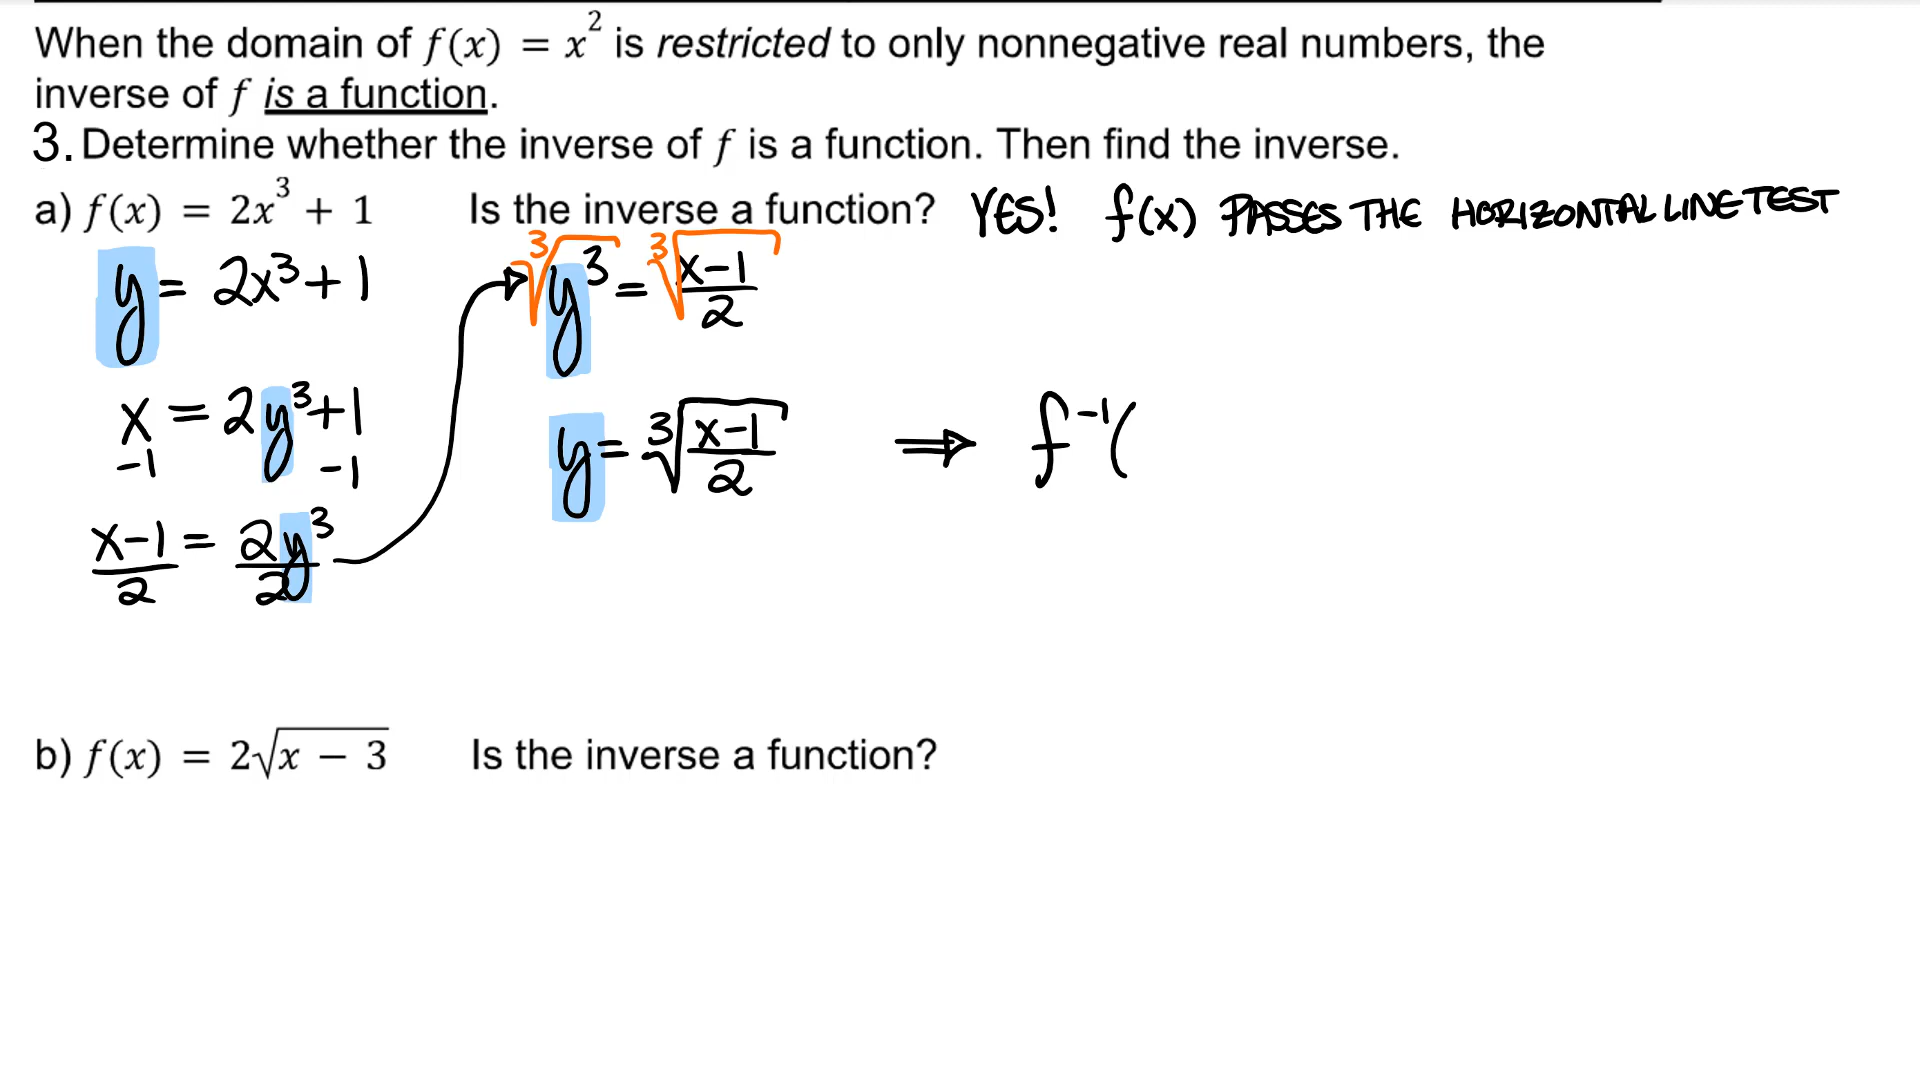 When the domain of f(x) = x² is restricted to only nonnegative real numbers, the
inverse of f is a function.
3. Determine whether the inverse of f is a function. Then find the inverse.
a) f(x) = 2x³ + 1 Is the inverse a function? YES! f(x) PASSES THE HORIZONTAL LINE TEST
y = 2x³+1
x = 2y³+1
-1 -1
x-1/2 = 2y³/2
∛y³ = ∛(x-1/2)
y = ∛(x-1/2) ⇒ f⁻¹(
b) f(x) = 2√x − 3 Is the inverse a function?